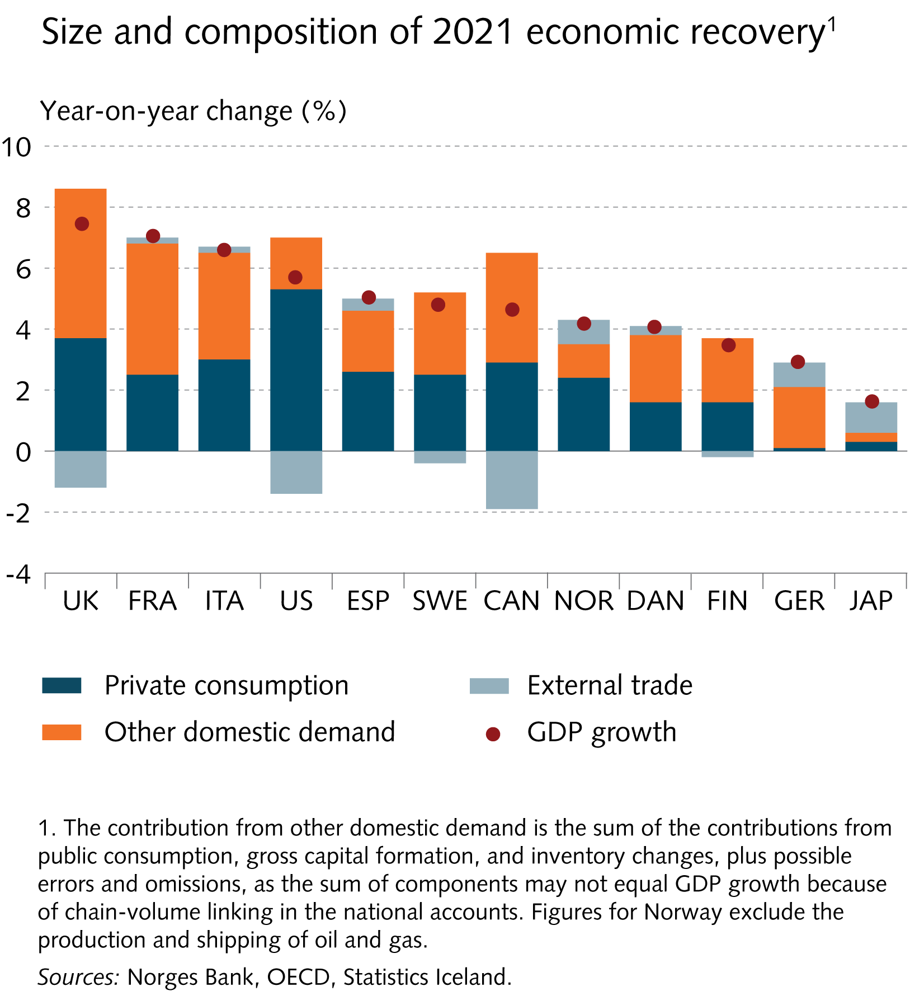 Size and composition of 2021 economic recovery¹
Year-on-year change (%)
10
8
6
4
2
0
-2
-4
UK FRA ITA US ESP SWE CAN NOR DAN FIN GER JAP
Private consumption
External trade
Other domestic demand
GDP growth
1. The contribution from other domestic demand is the sum of the contributions from
public consumption, gross capital formation, and inventory changes, plus possible
errors and omissions, as the sum of components may not equal GDP growth because
of chain-volume linking in the national accounts. Figures for Norway exclude the
production and shipping of oil and gas.
Sources: Norges Bank, OECD, Statistics Iceland.